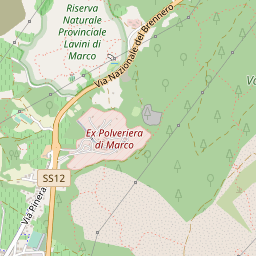 Riserva
Naturale
Provinciale
Lavini di
Marco
Via Nazionale del Brennero
Ex Polveriera
di Marco
SS12
Via Pinera